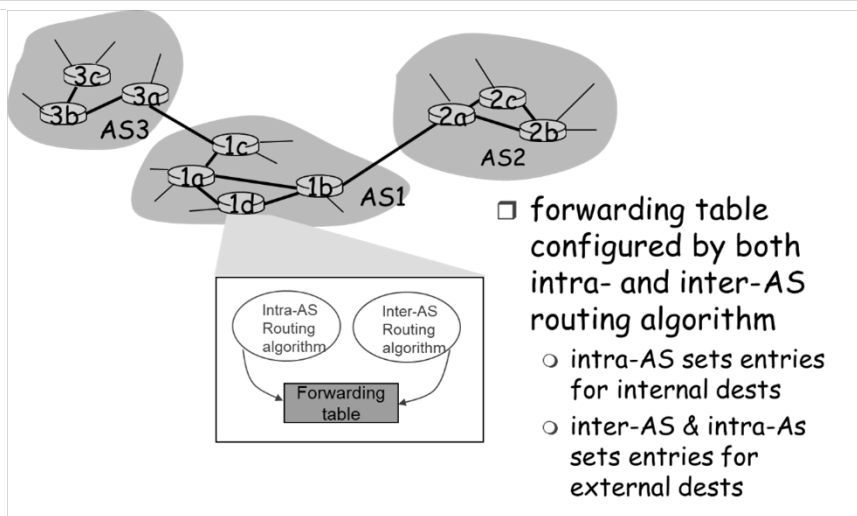 3c
3a
3b
AS3
1c
1a
1b
1d
AS1
2c
2a
2b
AS2
Intra-AS
Routing
algorithm
Inter-AS
Routing
algorithm
Forwarding
table
forwarding table
configured by both
intra- and inter-AS
routing algorithm
intra-AS sets entries
for internal dests
inter-AS & intra-As
sets entries for
external dests